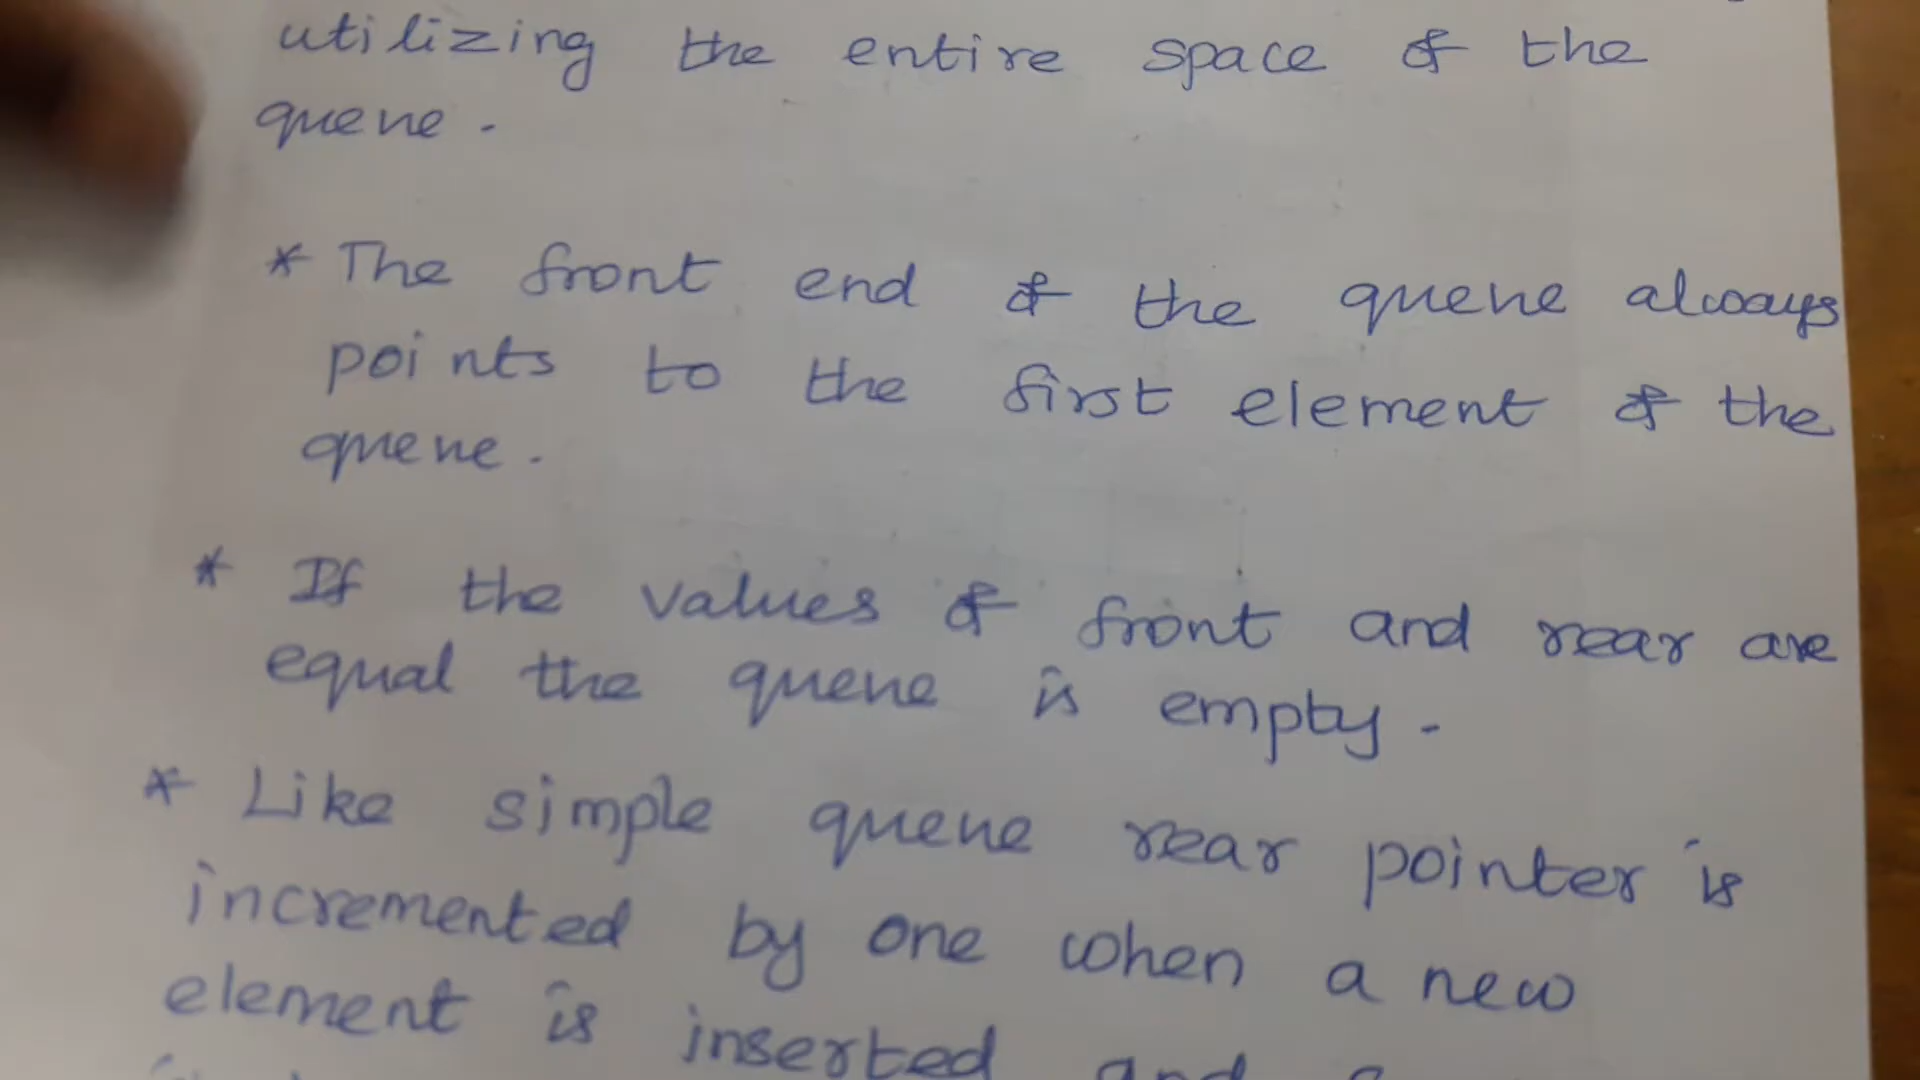 utilizing the entire space of the
queue.
* The front end of the queue always
points to the first element of the
queue.
* If the values of front and rear are
equal the queue is empty.
* Like simple queue rear pointer is
incremented by one when a new
element is inserted and